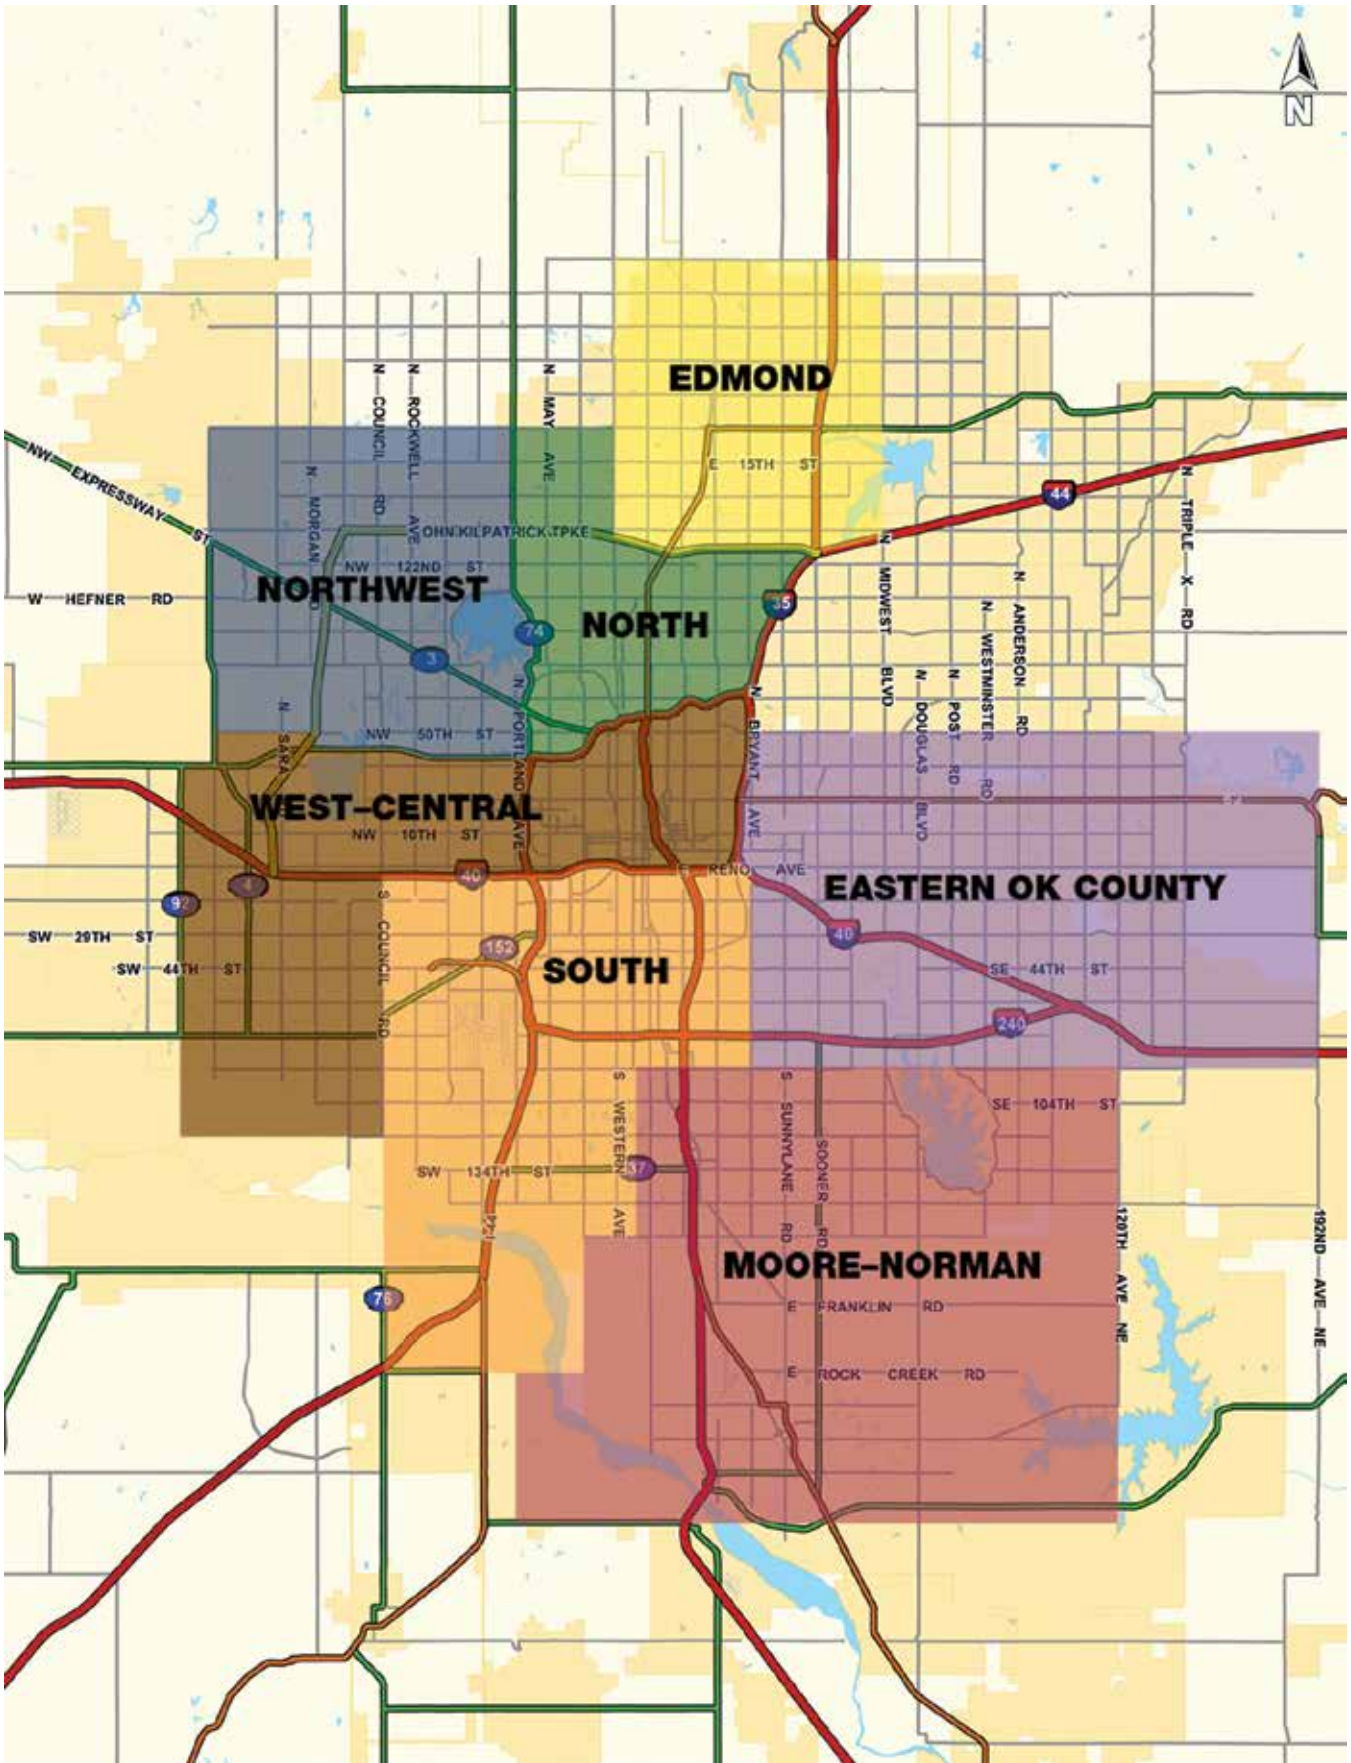 N
EDMOND
N COUNCIL RD
N ROCKWELL AVE
N MAY AVE
E 15TH ST
44
NW EXPRESSWAY ST
N MORGAN
N TRIPLE X RD
OHN KILPATRICK TPKE
N MIDWEST BLVD
NW 122ND ST
NORTHWEST
W HEFNER RD
35
N ANDERSON RD
N WESTMINSTER RD
NORTH
74
3
N POST RD
N DOUGLAS BLVD
N PORTLAND AVE
N BRYANT AVE
N SARA
NW 50TH ST
WEST–CENTRAL
NW 10TH ST
62
40
4
E RENO AVE
EASTERN OK COUNTY
92
S COUNCIL RD
SW 29TH ST
40
152
SW 44TH ST
SOUTH
SE 44TH ST
240
S WESTERN AVE
S SUNNYLANE RD
SE 104TH ST
SOONER RD
SW 134TH ST
37
120TH AVE NE
192ND AVE NE
MOORE–NORMAN
76
E FRANKLIN RD
E ROCK CREEK RD